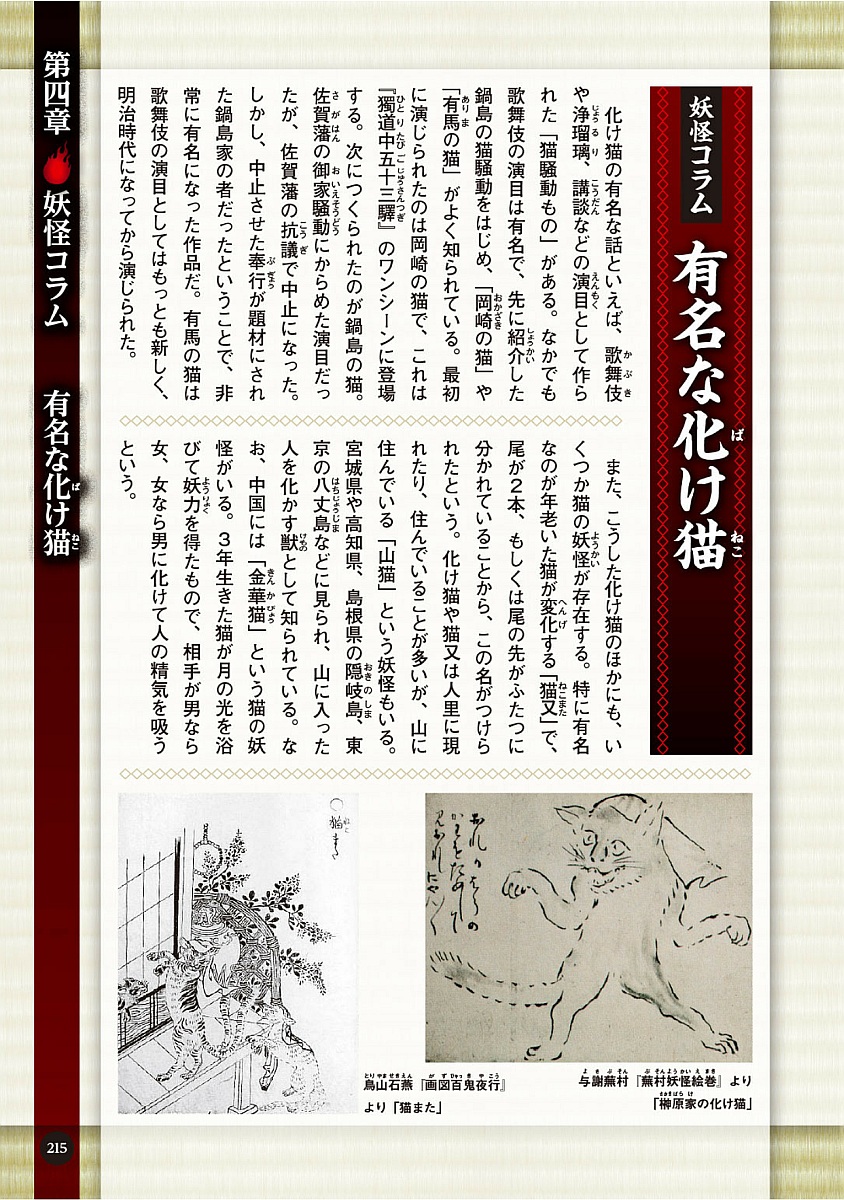 妖怪コラム
有名な化け猫
化け猫の有名な話といえば、歌舞伎
や浄瑠璃、講談などの演目として作ら
れた「猫騒動もの」がある。なかでも
歌舞伎の演目は有名で、先に紹介した
鍋島の猫騒動をはじめ、「岡崎の猫」や
「有馬の猫」がよく知られている。最初
に演じられたのは岡崎の猫で、これは
『獨道中五十三驛』のワンシーンに登場
する。次につくられたのが鍋島の猫。
佐賀藩の御家騒動にからめた演目だっ
たが、佐賀藩の抗議で中止になった。
しかし、中止させた奉行が題材にされ
た鍋島家の者だったということで、非
常に有名になった作品だ。有馬の猫は
歌舞伎の演目としてはもっとも新しく、
明治時代になってから演じられた。
また、こうした化け猫のほかにも、い
くつか猫の妖怪が存在する。特に有名
なのが年老いた猫が変化する「猫又」で、
尾が2本、もしくは尾の先がふたつに
分かれていることから、この名がつけら
れたという。化け猫や猫又は人里に現
れたり、住んでいることが多いが、山に
住んでいる「山猫」という妖怪もいる。
宮城県や高知県、島根県の隠岐島、東
京の八丈島などに見られ、山に入った
人を化かす獣として知られている。な
お、中国には「金華猫」という猫の妖
怪がいる。3年生きた猫が月の光を浴
びて妖力を得たもので、相手が男なら
女、女なら男に化けて人の精気を吸う
という。
与謝蕪村『蕪村妖怪絵巻』より
「榊原家の化け猫」
○猫また
鳥山石燕『画図百鬼夜行』
より「猫また」
第四章 妖怪コラム 有名な化け猫
215